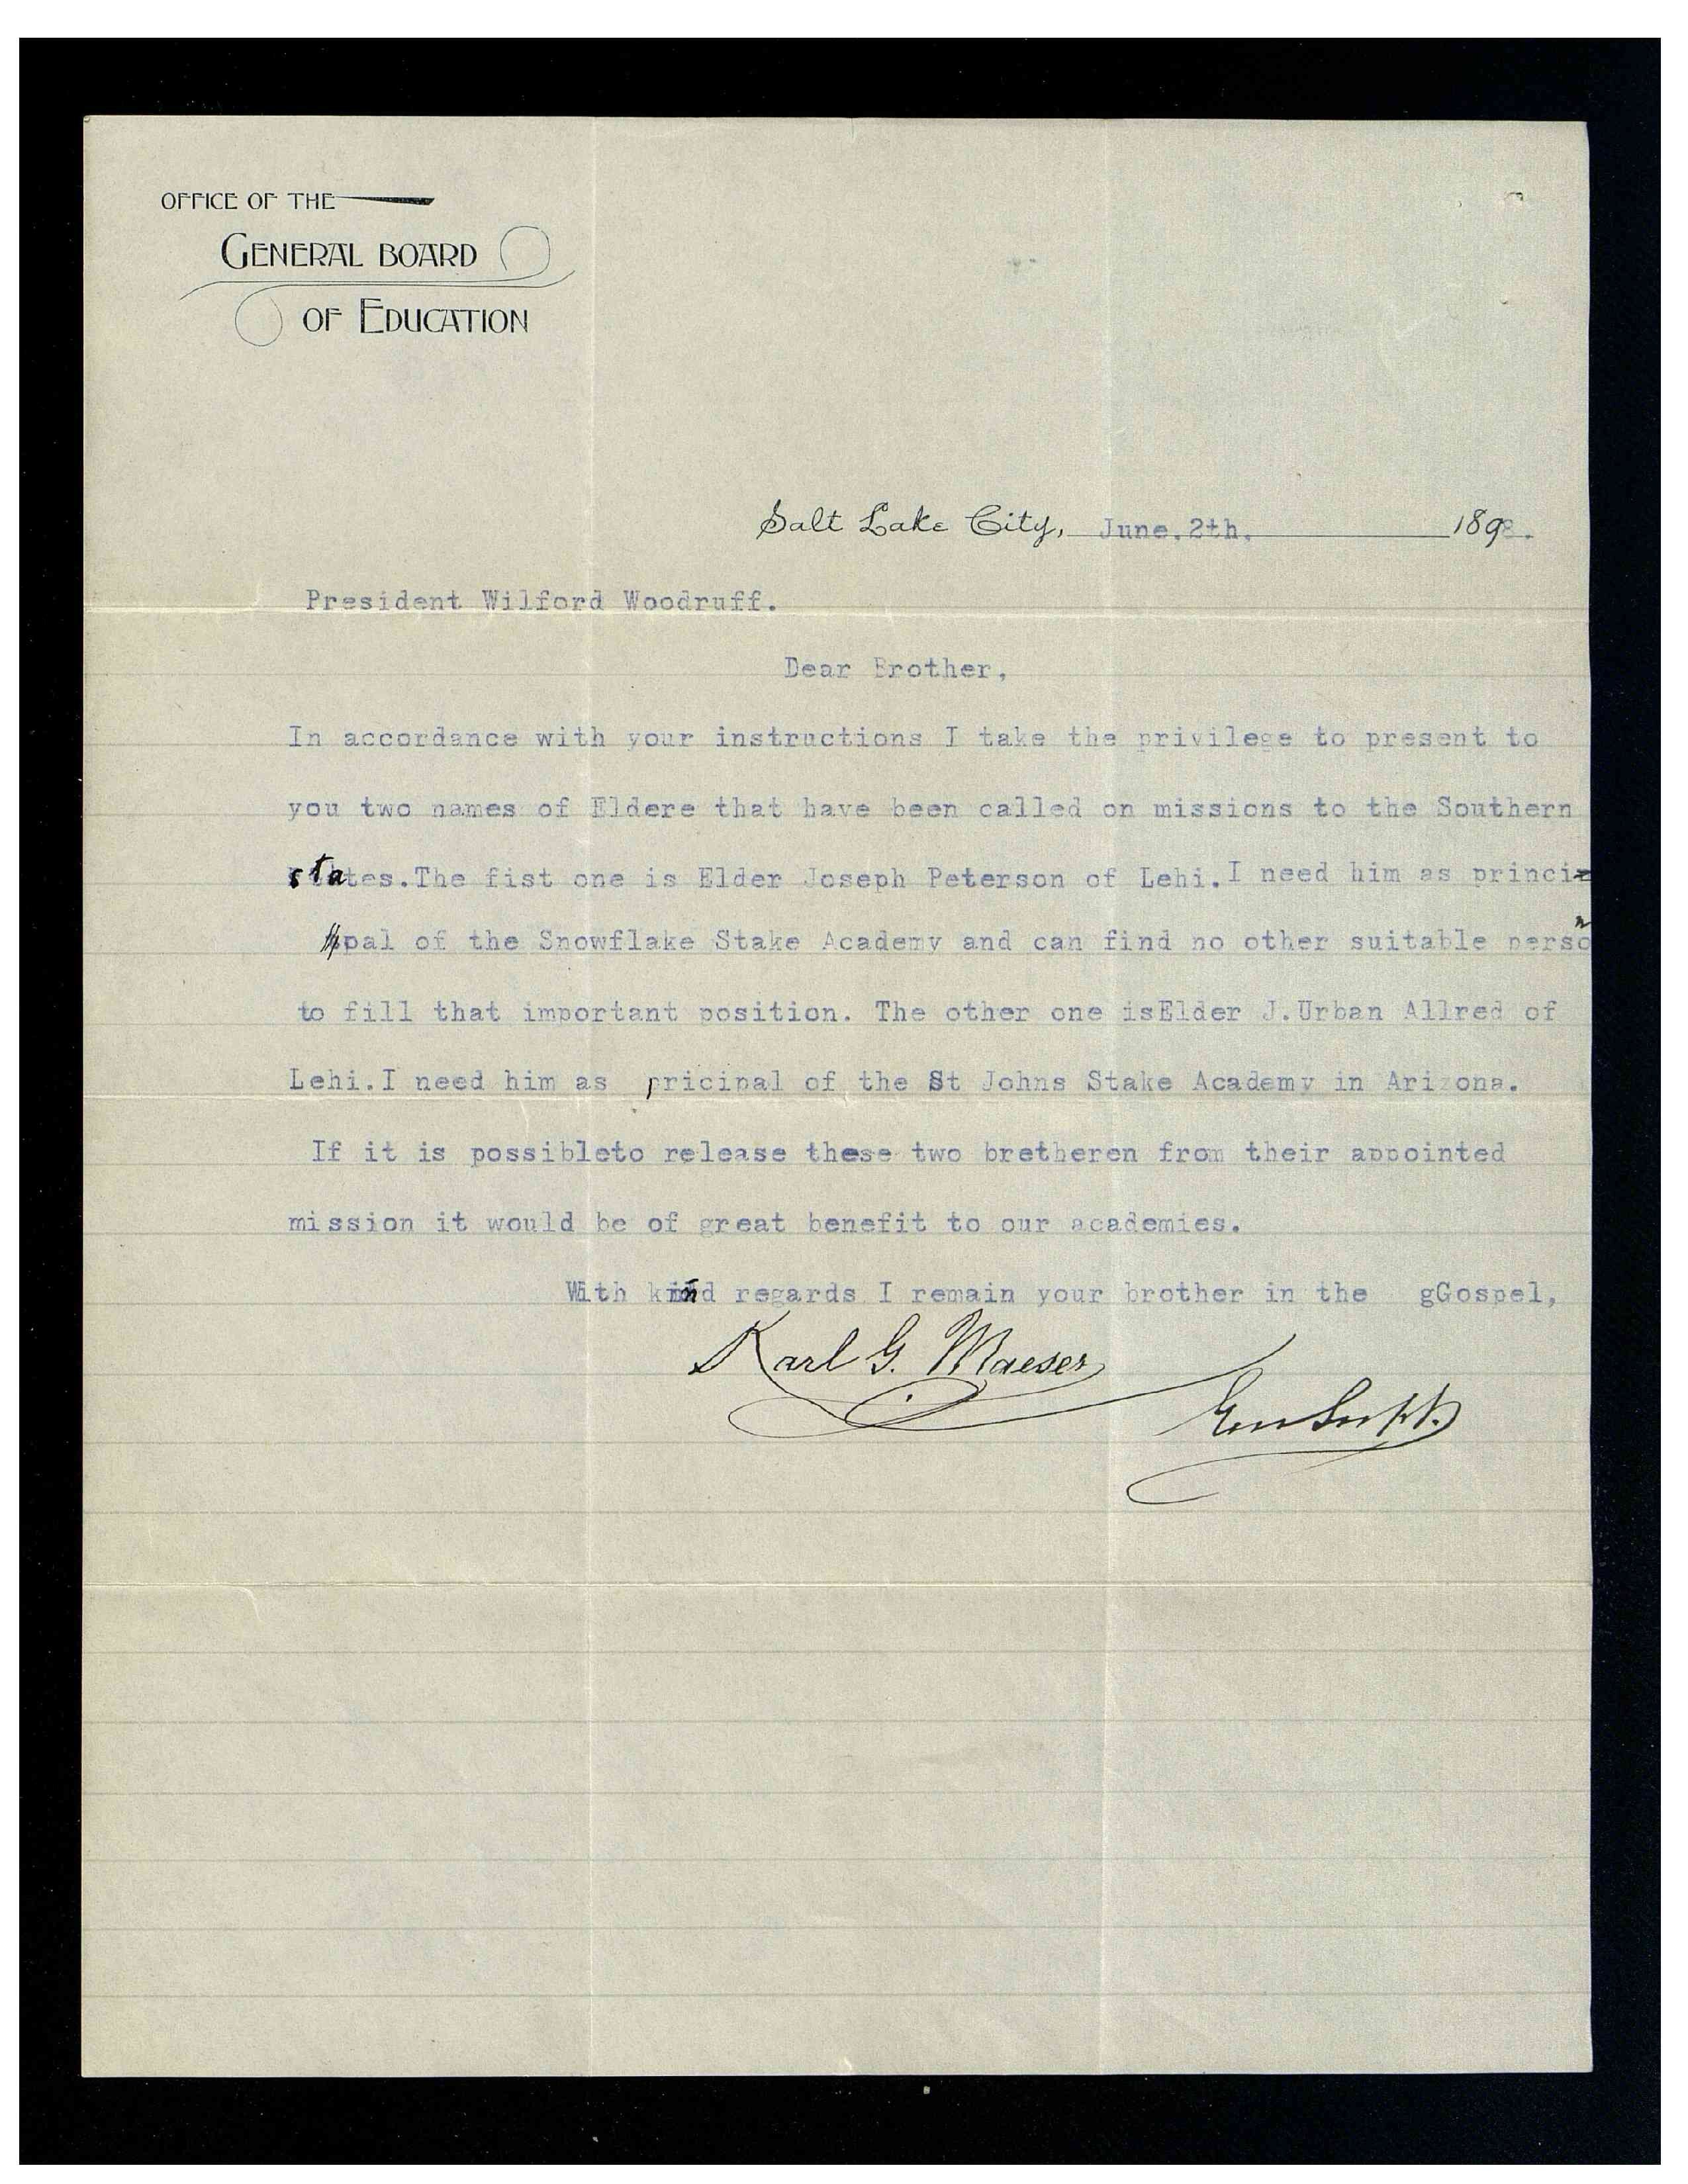 OFFICE OF THE
GENERAL BOARD
OF EDUCATION
Salt Lake City, June.2th. 1898.
President Wilford Woodruff.
Dear Brother,
In accordance with your instructions I take the privilege to present to
you two names of Eldere that have been called on missions to the Southern
states.The fist one is Elder Joseph Peterson of Lehi.I need him as princi-
pal of the Snowflake Stake Academy and can find no other suitable person
to fill that important position. The other one isElder J.Urban Allred of
Lehi.I need him as pricipal of the St Johns Stake Academy in Arizona.
If it is possibleto release these two bretheren from their appointed
mission it would be of great benefit to our academies.
With kind regards I remain your brother in the gGospel,
Karl G. Maeser
Gen Supt.